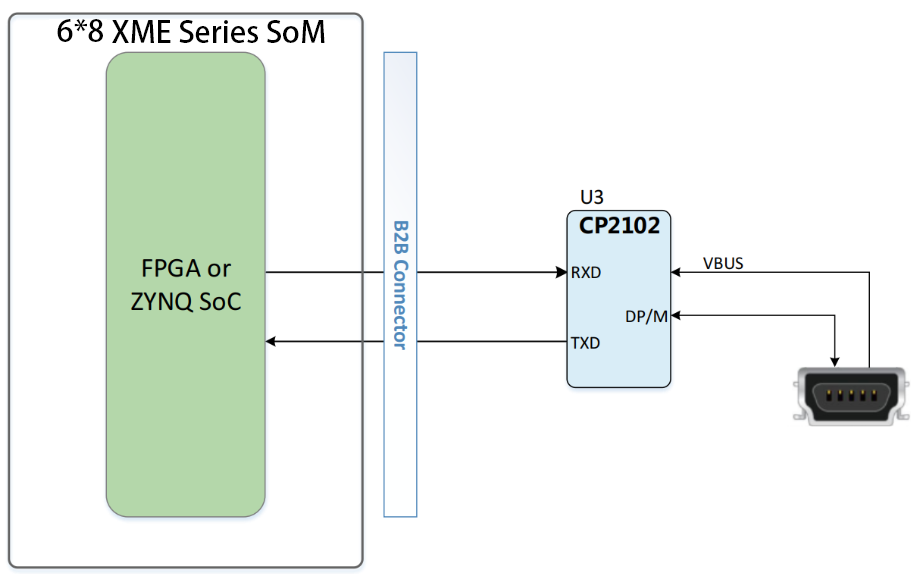 6*8 XME Series SoM
FPGA or
ZYNQ SoC
B2B Connector
U3
CP2102
RXD
TXD
DP/M
VBUS